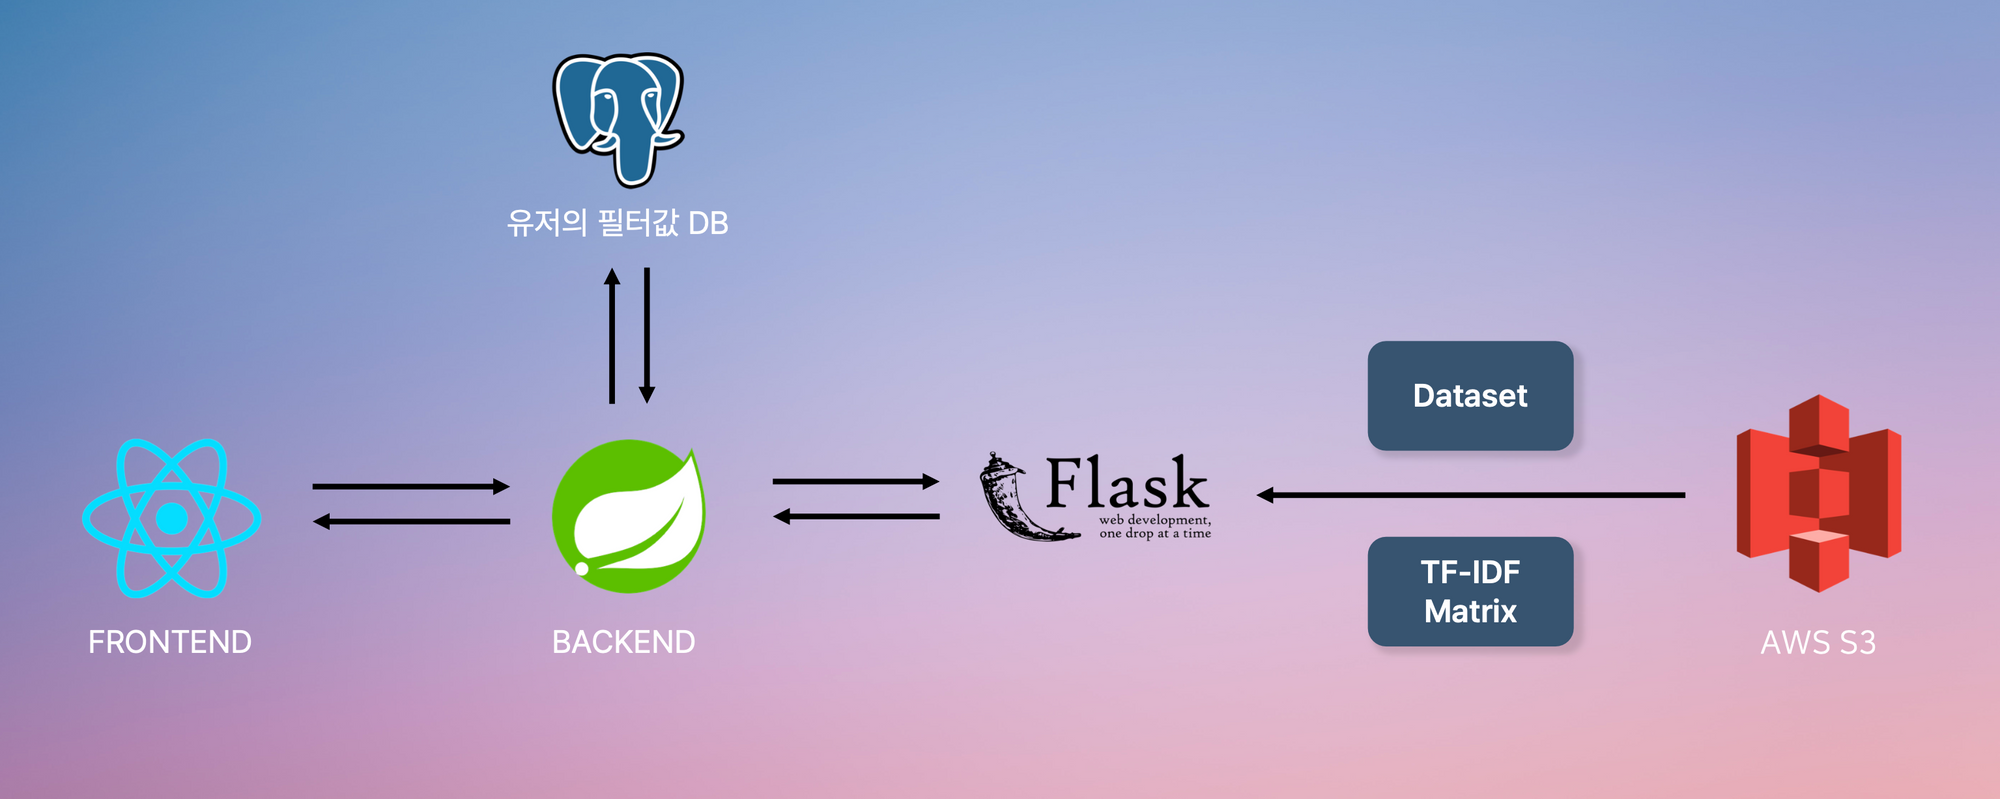 유저의 필터값 DB
FRONTEND
BACKEND
Flask
web development,
one drop at a time
Dataset
TF-IDF
Matrix
AWS S3